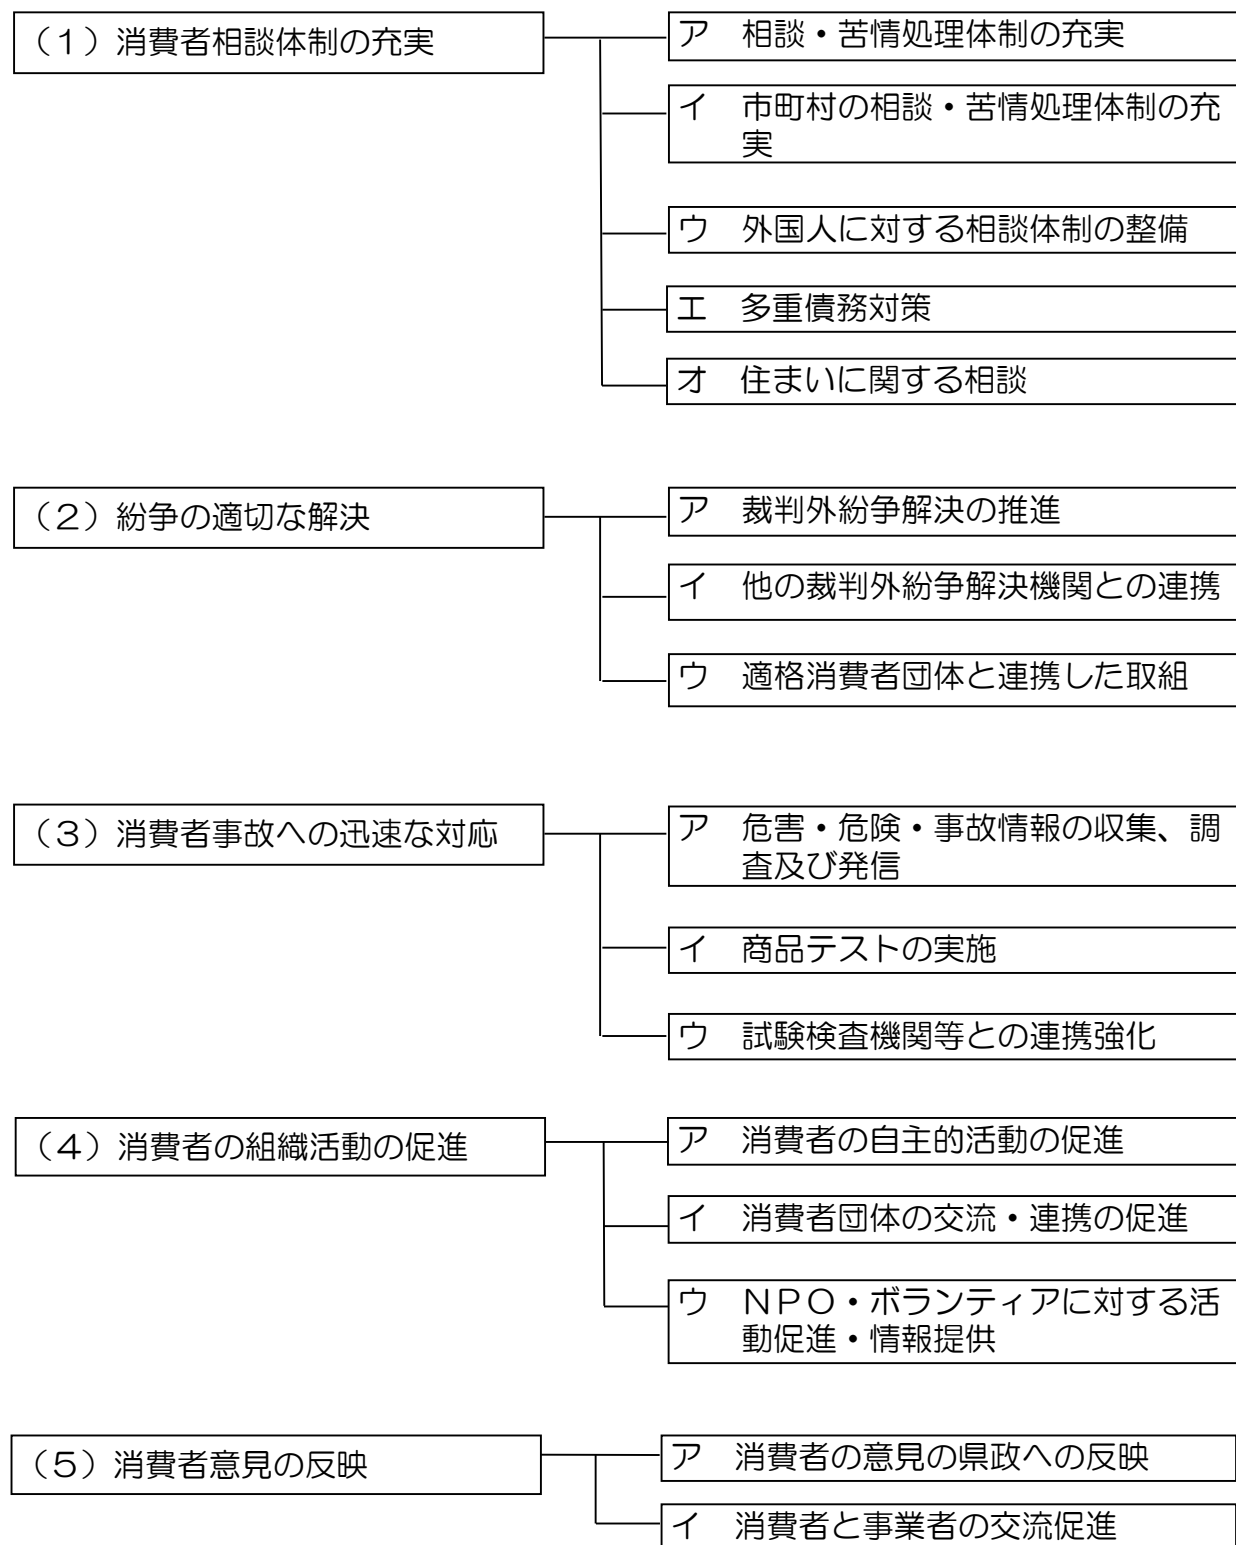 （１）消費者相談体制の充実
ア　相談・苦情処理体制の充実
イ　市町村の相談・苦情処理体制の充
実
ウ　外国人に対する相談体制の整備
エ　多重債務対策
オ　住まいに関する相談
（２）紛争の適切な解決
ア　裁判外紛争解決の推進
イ　他の裁判外紛争解決機関との連携
ウ　適格消費者団体と連携した取組
（３）消費者事故への迅速な対応
ア　危害・危険・事故情報の収集、調
査及び発信
イ　商品テストの実施
ウ　試験検査機関等との連携強化
（４）消費者の組織活動の促進
ア　消費者の自主的活動の促進
イ　消費者団体の交流・連携の促進
ウ　ＮＰＯ・ボランティアに対する活
動促進・情報提供
（５）消費者意見の反映
ア　消費者の意見の県政への反映
イ　消費者と事業者の交流促進